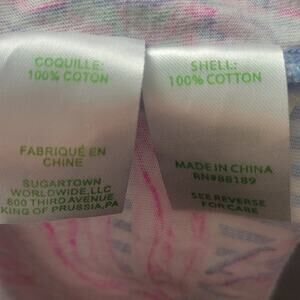 COQUILLE:
100% COTON
FABRIQUÉ EN
CHINE
SUGARTOWN
WORLDWIDE, LLC
800 THIRD AVENUE
KING OF PRUSSIA, PA
SHELL:
100% COTTON
MADE IN CHINA
RN#88189
SEE REVERSE
FOR CARE